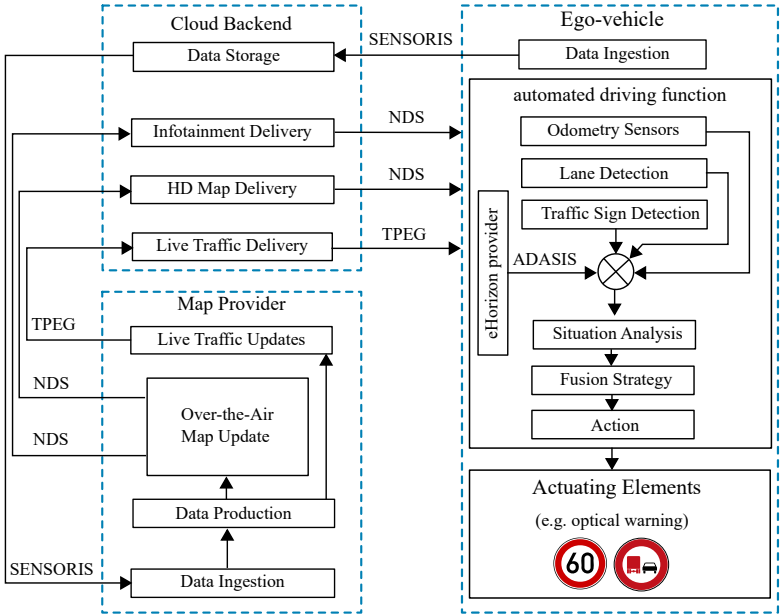 Cloud Backend
Data Storage
Infotainment Delivery
HD Map Delivery
Live Traffic Delivery
Map Provider
Live Traffic Updates
Over-the-Air
Map Update
Data Production
Data Ingestion
TPEG
NDS
NDS
SENSORIS
SENSORIS
NDS
NDS
TPEG
Ego-vehicle
Data Ingestion
automated driving function
Odometry Sensors
Lane Detection
Traffic Sign Detection
eHorizon provider
ADASIS
Situation Analysis
Fusion Strategy
Action
Actuating Elements
(e.g. optical warning)
60